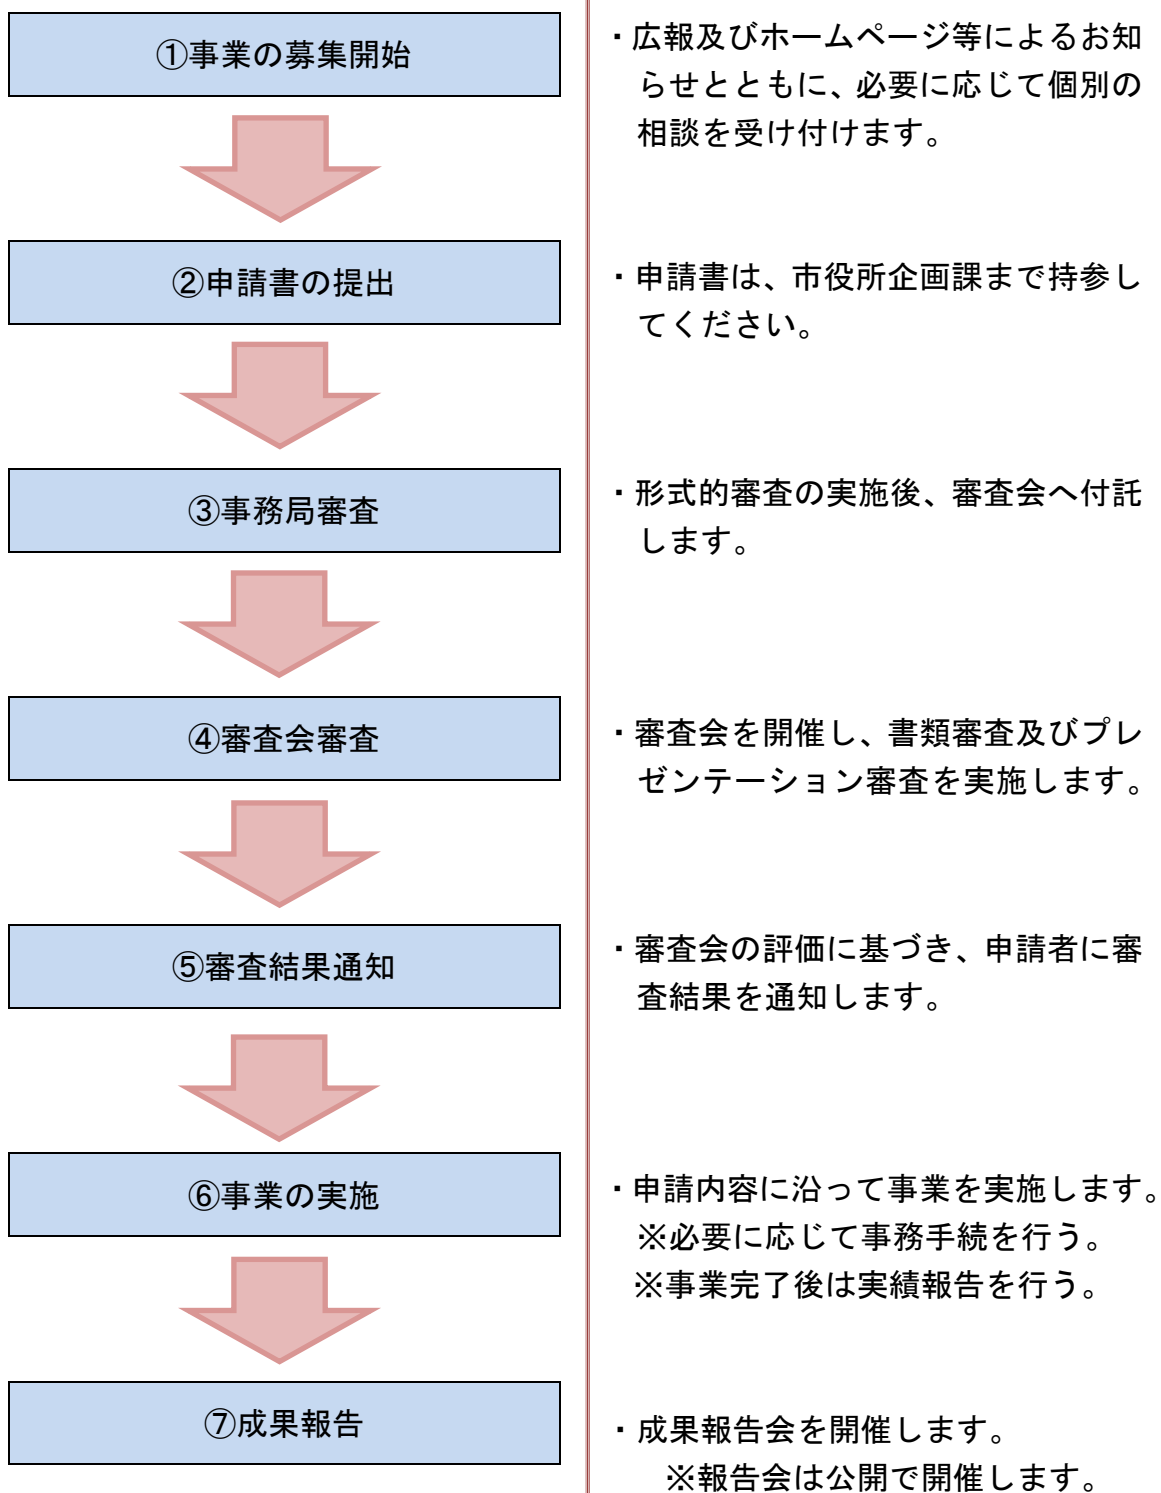 ①事業の募集開始
・広報及びホームページ等によるお知
らせとともに、必要に応じて個別の
相談を受け付けます。
②申請書の提出
・申請書は、市役所企画課まで持参し
てください。
③事務局審査
・形式的審査の実施後、審査会へ付託
します。
④審査会審査
・審査会を開催し、書類審査及びプレ
ゼンテーション審査を実施します。
⑤審査結果通知
・審査会の評価に基づき、申請者に審
査結果を通知します。
⑥事業の実施
・申請内容に沿って事業を実施します。
※必要に応じて事務手続を行う。
※事業完了後は実績報告を行う。
⑦成果報告
・成果報告会を開催します。
※報告会は公開で開催します。